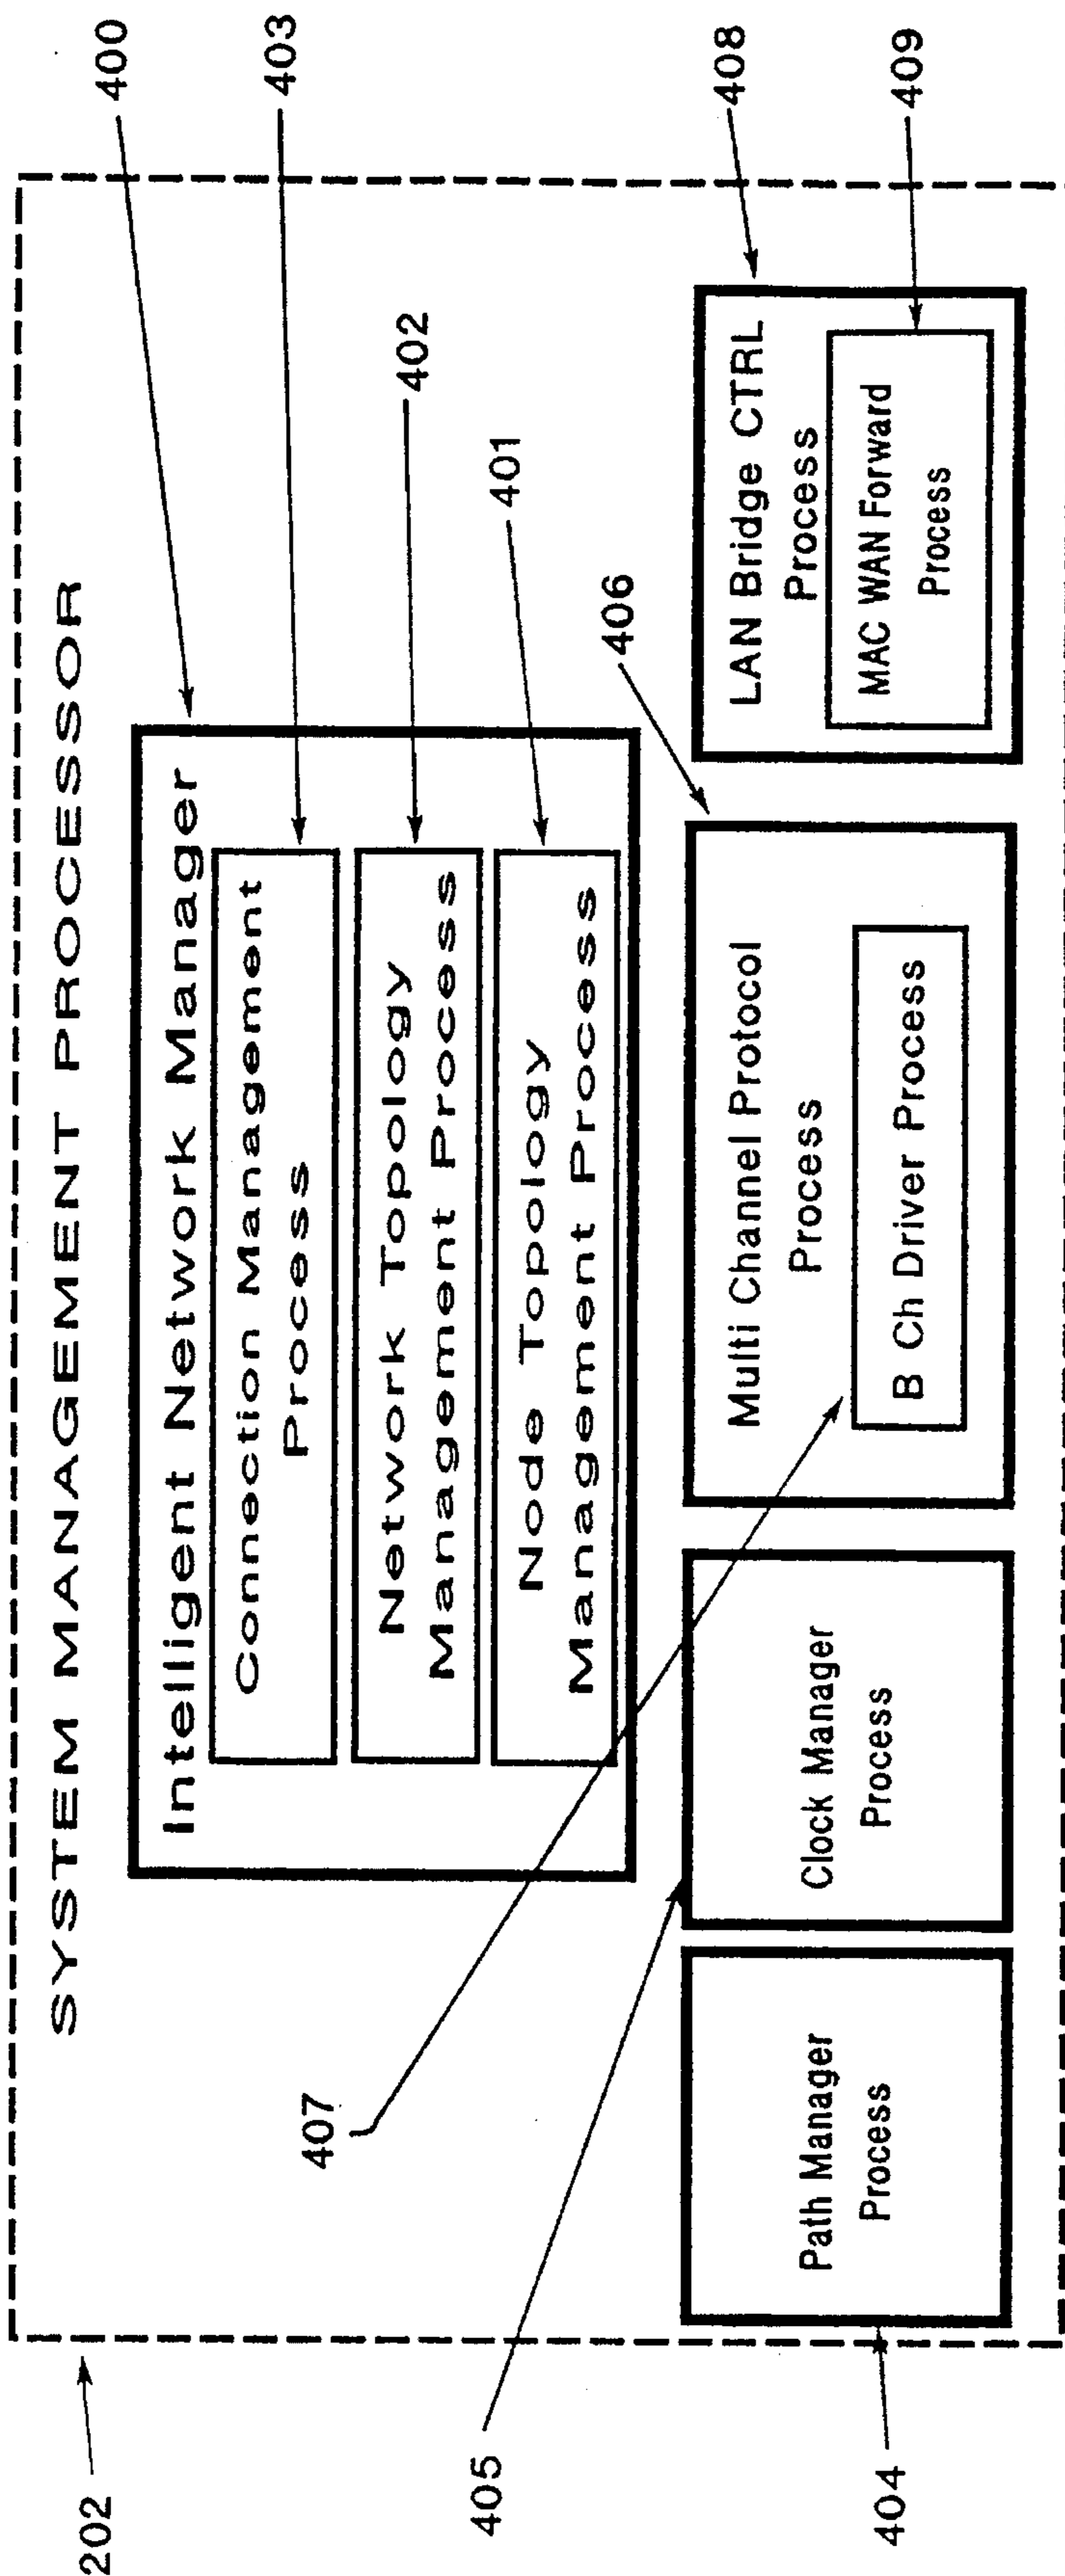 202
SYSTEM MANAGEMENT PROCESSOR
400
Intelligent Network Manager
403
Connection Management
Process
402
Network Topology
Management Process
401
Node Topology
Management Process
407
405
406
404
Path Manager
Process
Clock Manager
Process
Multi Channel Protocol
Process
B Ch Driver Process
408
LAN Bridge CTRL
Process
409
MAC WAN Forward
Process